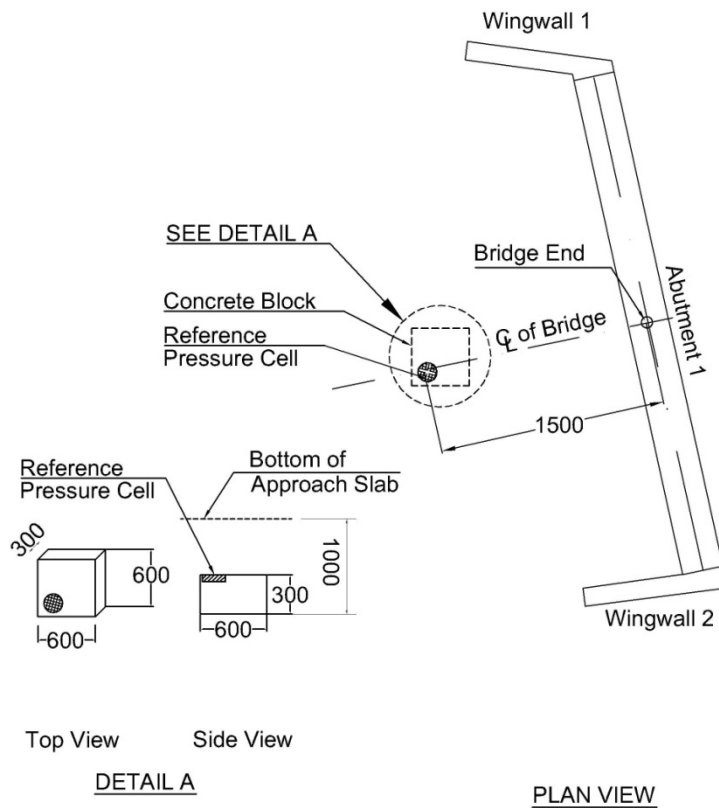 Wingwall 1
SEE DETAIL A
Bridge End
Concrete Block
Abutment 1
℄ of Bridge
Reference
Pressure Cell
1500
Reference
Pressure Cell
Bottom of
Approach Slab
300
600
600
1000
300
600
Wingwall 2
Top View
Side View
DETAIL A
PLAN VIEW